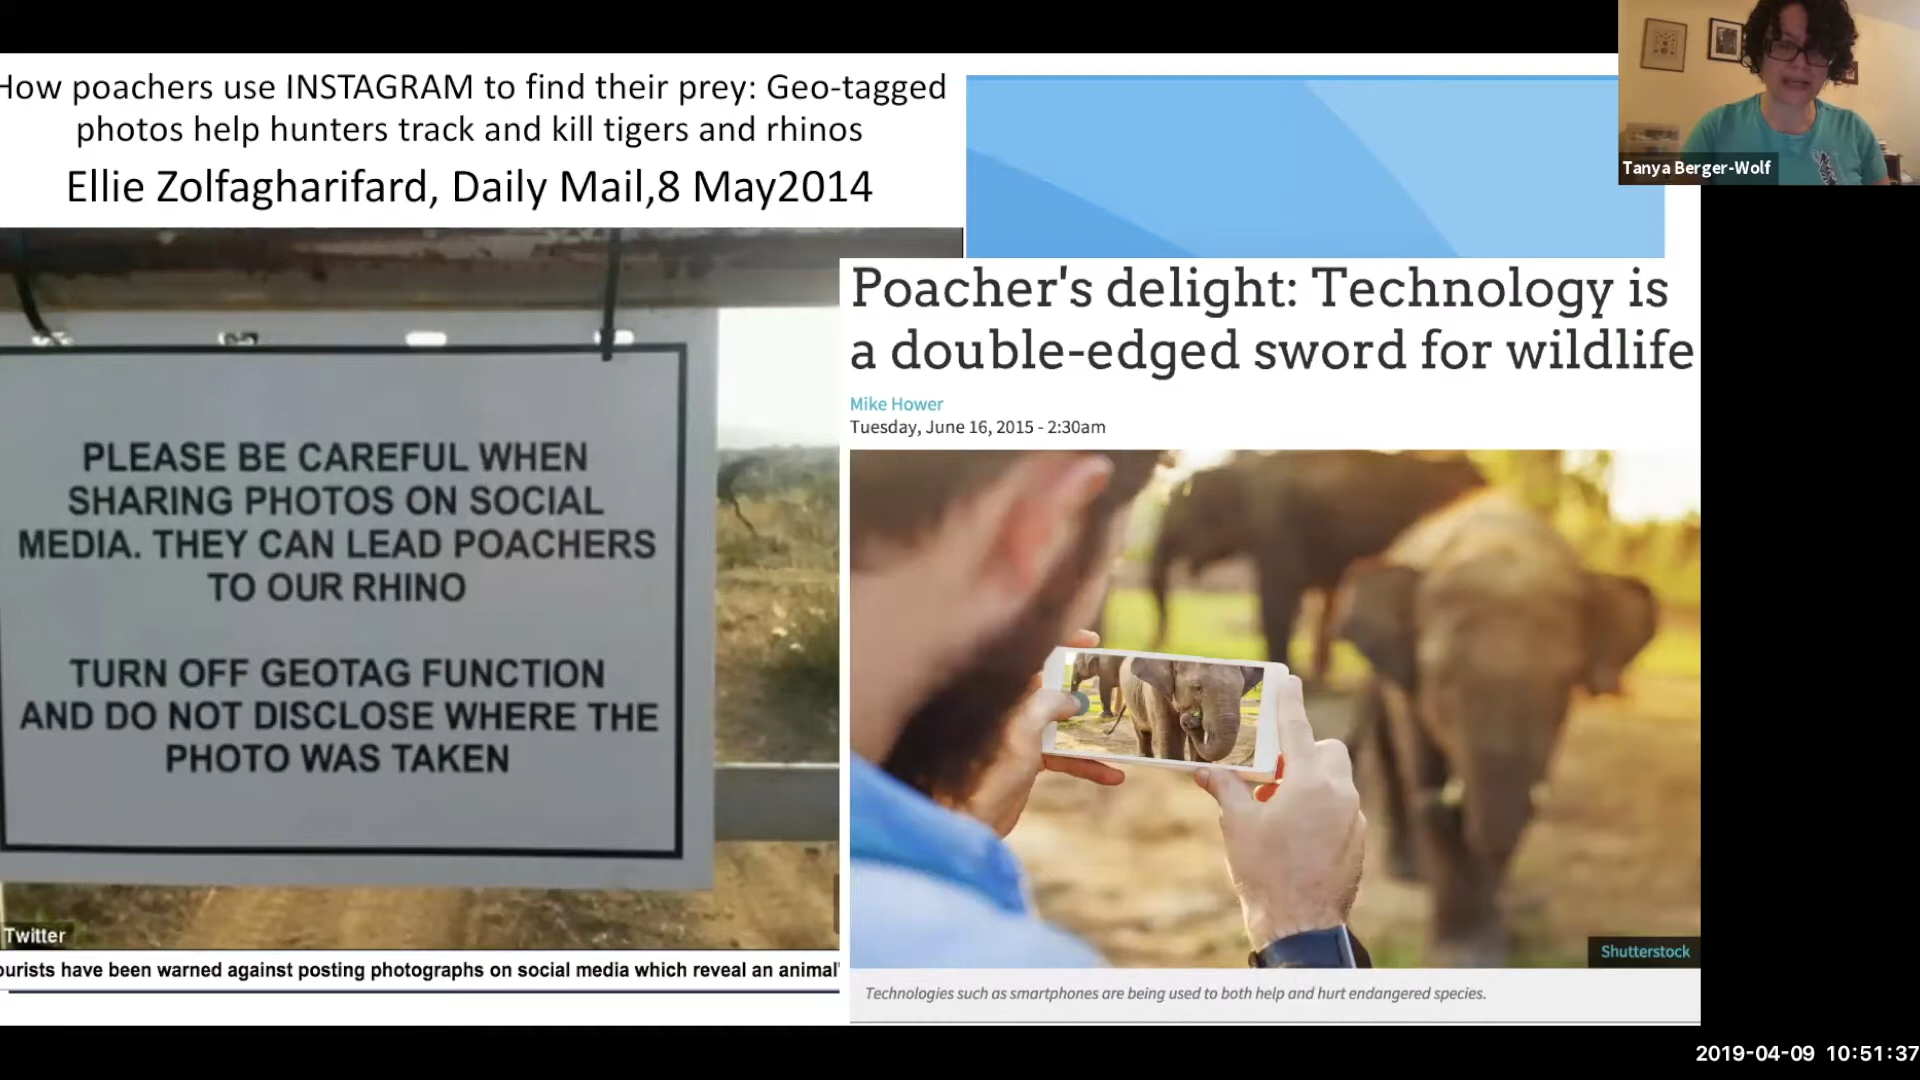 How poachers use INSTAGRAM to find their prey: Geo-tagged
photos help hunters track and kill tigers and rhinos
Ellie Zolfagharifard, Daily Mail,8 May2014
PLEASE BE CAREFUL WHEN
SHARING PHOTOS ON SOCIAL
MEDIA. THEY CAN LEAD POACHERS
TO OUR RHINO
TURN OFF GEOTAG FUNCTION
AND DO NOT DISCLOSE WHERE THE
PHOTO WAS TAKEN
Twitter
ourists have been warned against posting photographs on social media which reveal an animal'
Poacher's delight: Technology is
a double-edged sword for wildlife
Mike Hower
Tuesday, June 16, 2015 - 2:30am
Shutterstock
Technologies such as smartphones are being used to both help and hurt endangered species.
Tanya Berger-Wolf
2019-04-09 10:51:37